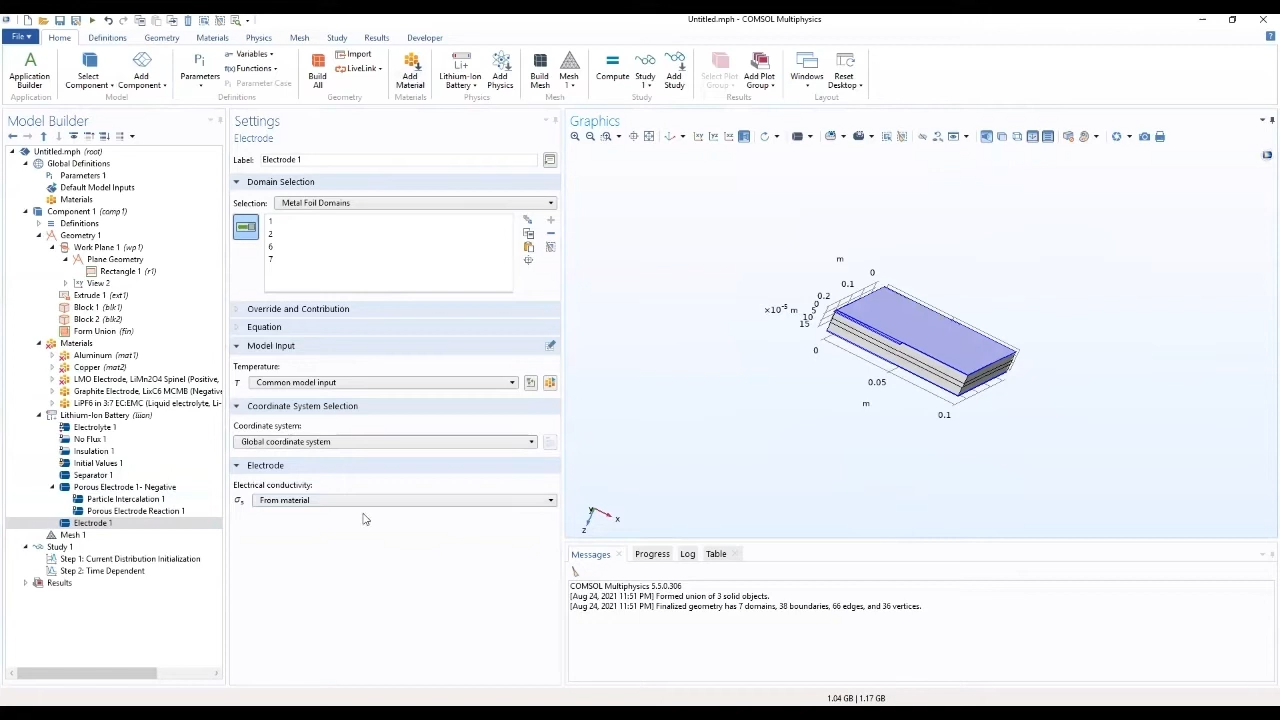 Untitled.mph - COMSOL Multiphysics
File
Home
Definitions
Geometry
Materials
Physics
Mesh
Study
Results
Developer
Application Builder
Application
Select Component
Add Component
Model
Parameters
Variables
Functions
Parameter Case
Definitions
Build All
Import
LiveLink
Geometry
Add Material
Materials
Lithium-Ion Battery
Add Physics
Physics
Build Mesh
Mesh 1
Mesh
Compute
Study 1
Add Study
Study
Select Plot Group
Add Plot Group
Results
Windows
Reset Desktop
Layout
Model Builder
Untitled.mph (root)
Global Definitions
Parameters 1
Default Model Inputs
Materials
Component 1 (comp1)
Definitions
Geometry 1
Work Plane 1 (wp1)
Plane Geometry
Rectangle 1 (r1)
View 2
Extrude 1 (ext1)
Block 1 (blk1)
Block 2 (blk2)
Form Union (fin)
Materials
Aluminum (mat1)
Copper (mat2)
LMO Electrode, LiMn2O4 Spinel (Positive,
Graphite Electrode, LixC6 MCMB (Negative
LiPF6 in 3:7 EC:EMC (Liquid electrolyte, Li-
Lithium-Ion Battery (liion)
Electrolyte 1
No Flux 1
Insulation 1
Initial Values 1
Separator 1
Porous Electrode 1- Negative
Particle Intercalation 1
Porous Electrode Reaction 1
Electrode 1
Mesh 1
Study 1
Step 1: Current Distribution Initialization
Step 2: Time Dependent
Results
Settings
Electrode
Label: Electrode 1
Domain Selection
Selection: Metal Foil Domains
1
2
6
7
Override and Contribution
Equation
Model Input
Temperature:
T Common model input
Coordinate System Selection
Coordinate system:
Global coordinate system
Electrode
Electrical conductivity:
σs From material
Graphics
m
0
0.1
0.2
×10⁻⁵ m
0
5
10
15
0
0.05
m
0.1
y
x
z
Messages
Progress
Log
Table
COMSOL Multiphysics 5.5.0.306
[Aug 24, 2021 11:51 PM] Formed union of 3 solid objects.
[Aug 24, 2021 11:51 PM] Finalized geometry has 7 domains, 38 boundaries, 66 edges, and 36 vertices.
1.04 GB | 1.17 GB